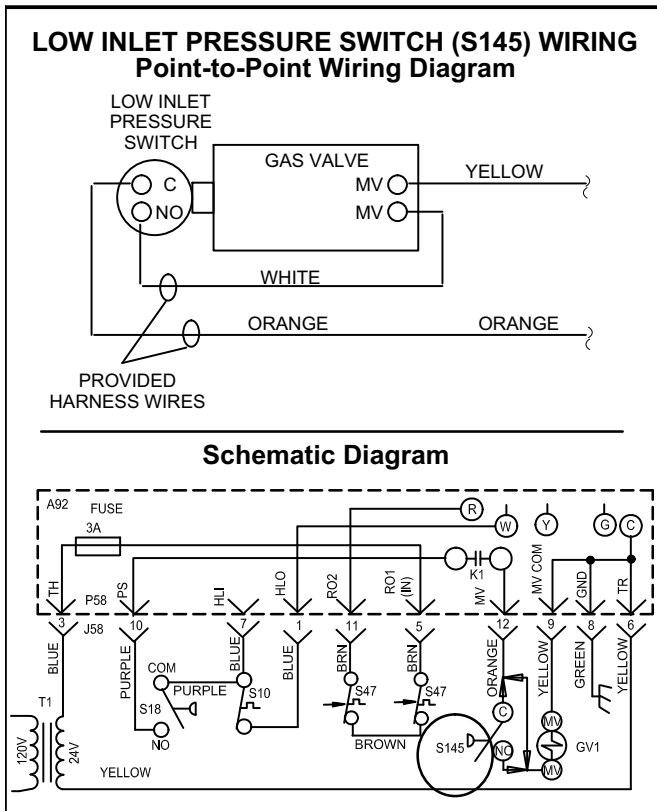 LOW INLET PRESSURE SWITCH (S145) WIRING
Point-to-Point Wiring Diagram
LOW INLET
PRESSURE
SWITCH
GAS VALVE
C
MV
YELLOW
NO
MV
WHITE
ORANGE
ORANGE
PROVIDED
HARNESS WIRES
Schematic Diagram
A92
FUSE
3A
R
W
Y
G
C
K1
TH
PS
HLI
HLO
RO2
RO1
(IN)
MV
MV COM
GND
TR
P58
J58
3
10
7
1
11
5
12
9
8
6
BLUE
PURPLE
BLUE
BLUE
BRN
BRN
ORANGE
YELLOW
GREEN
YELLOW
COM
PURPLE
S18
S10
S47
S47
NO
T1
120V
24V
BROWN
S145
C
NO
MV
MV
GV1
YELLOW